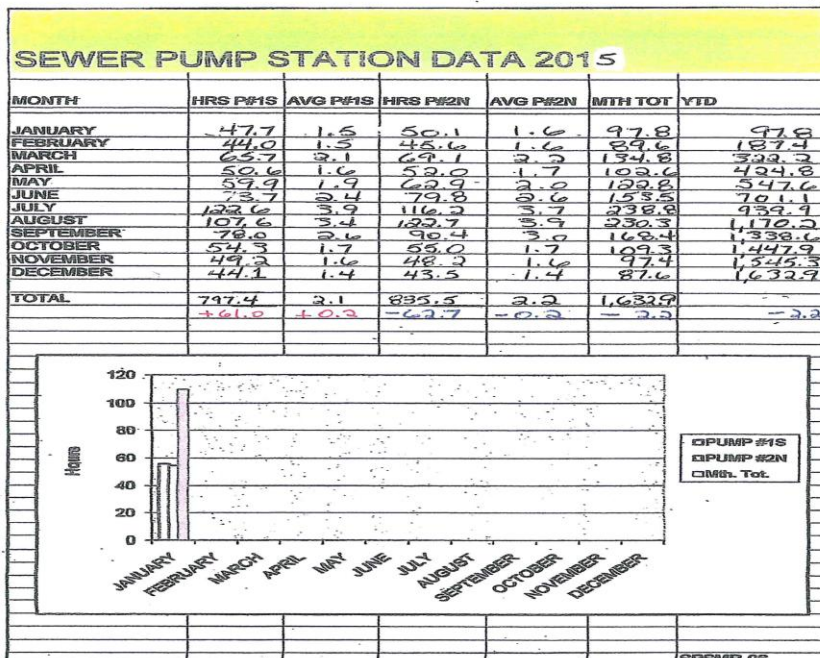 SEWER PUMP STATION DATA 2015
MONTH HRS P#1S AVG P#1S HRS P#2N AVG P#2N MTH TOT YTD
JANUARY 47.7 1.5 50.1 1.6 97.8 97.8
FEBRUARY 44.0 1.5 45.6 1.6 89.6 187.4
MARCH 65.7 2.1 69.1 2.2 134.8 322.2
APRIL 50.6 1.6 52.0 1.7 102.6 424.8
MAY 59.9 1.9 62.9 2.0 122.8 547.6
JUNE 73.7 2.4 79.8 2.6 153.5 701.1
JULY 122.6 3.9 116.2 3.7 238.8 939.9
AUGUST 107.6 3.4 122.7 3.9 230.3 1,170.2
SEPTEMBER 78.0 2.6 90.4 3.0 168.4 1,338.6
OCTOBER 54.3 1.7 55.0 1.7 109.3 1,447.9
NOVEMBER 49.2 1.6 48.2 1.6 97.4 1,545.3
DECEMBER 44.1 1.4 43.5 1.4 87.6 1,632.9
TOTAL 797.4 2.1 835.5 2.2 1,632.9
+61.0 +0.2 -62.7 -0.2 - 2.2 -2.2
120
100
80
60
40
20
0
Hours
JANUARY FEBRUARY MARCH APRIL MAY JUNE JULY AUGUST SEPTEMBER OCTOBER NOVEMBER DECEMBER
PUMP #1S
PUMP #2N
Mth. Tot.